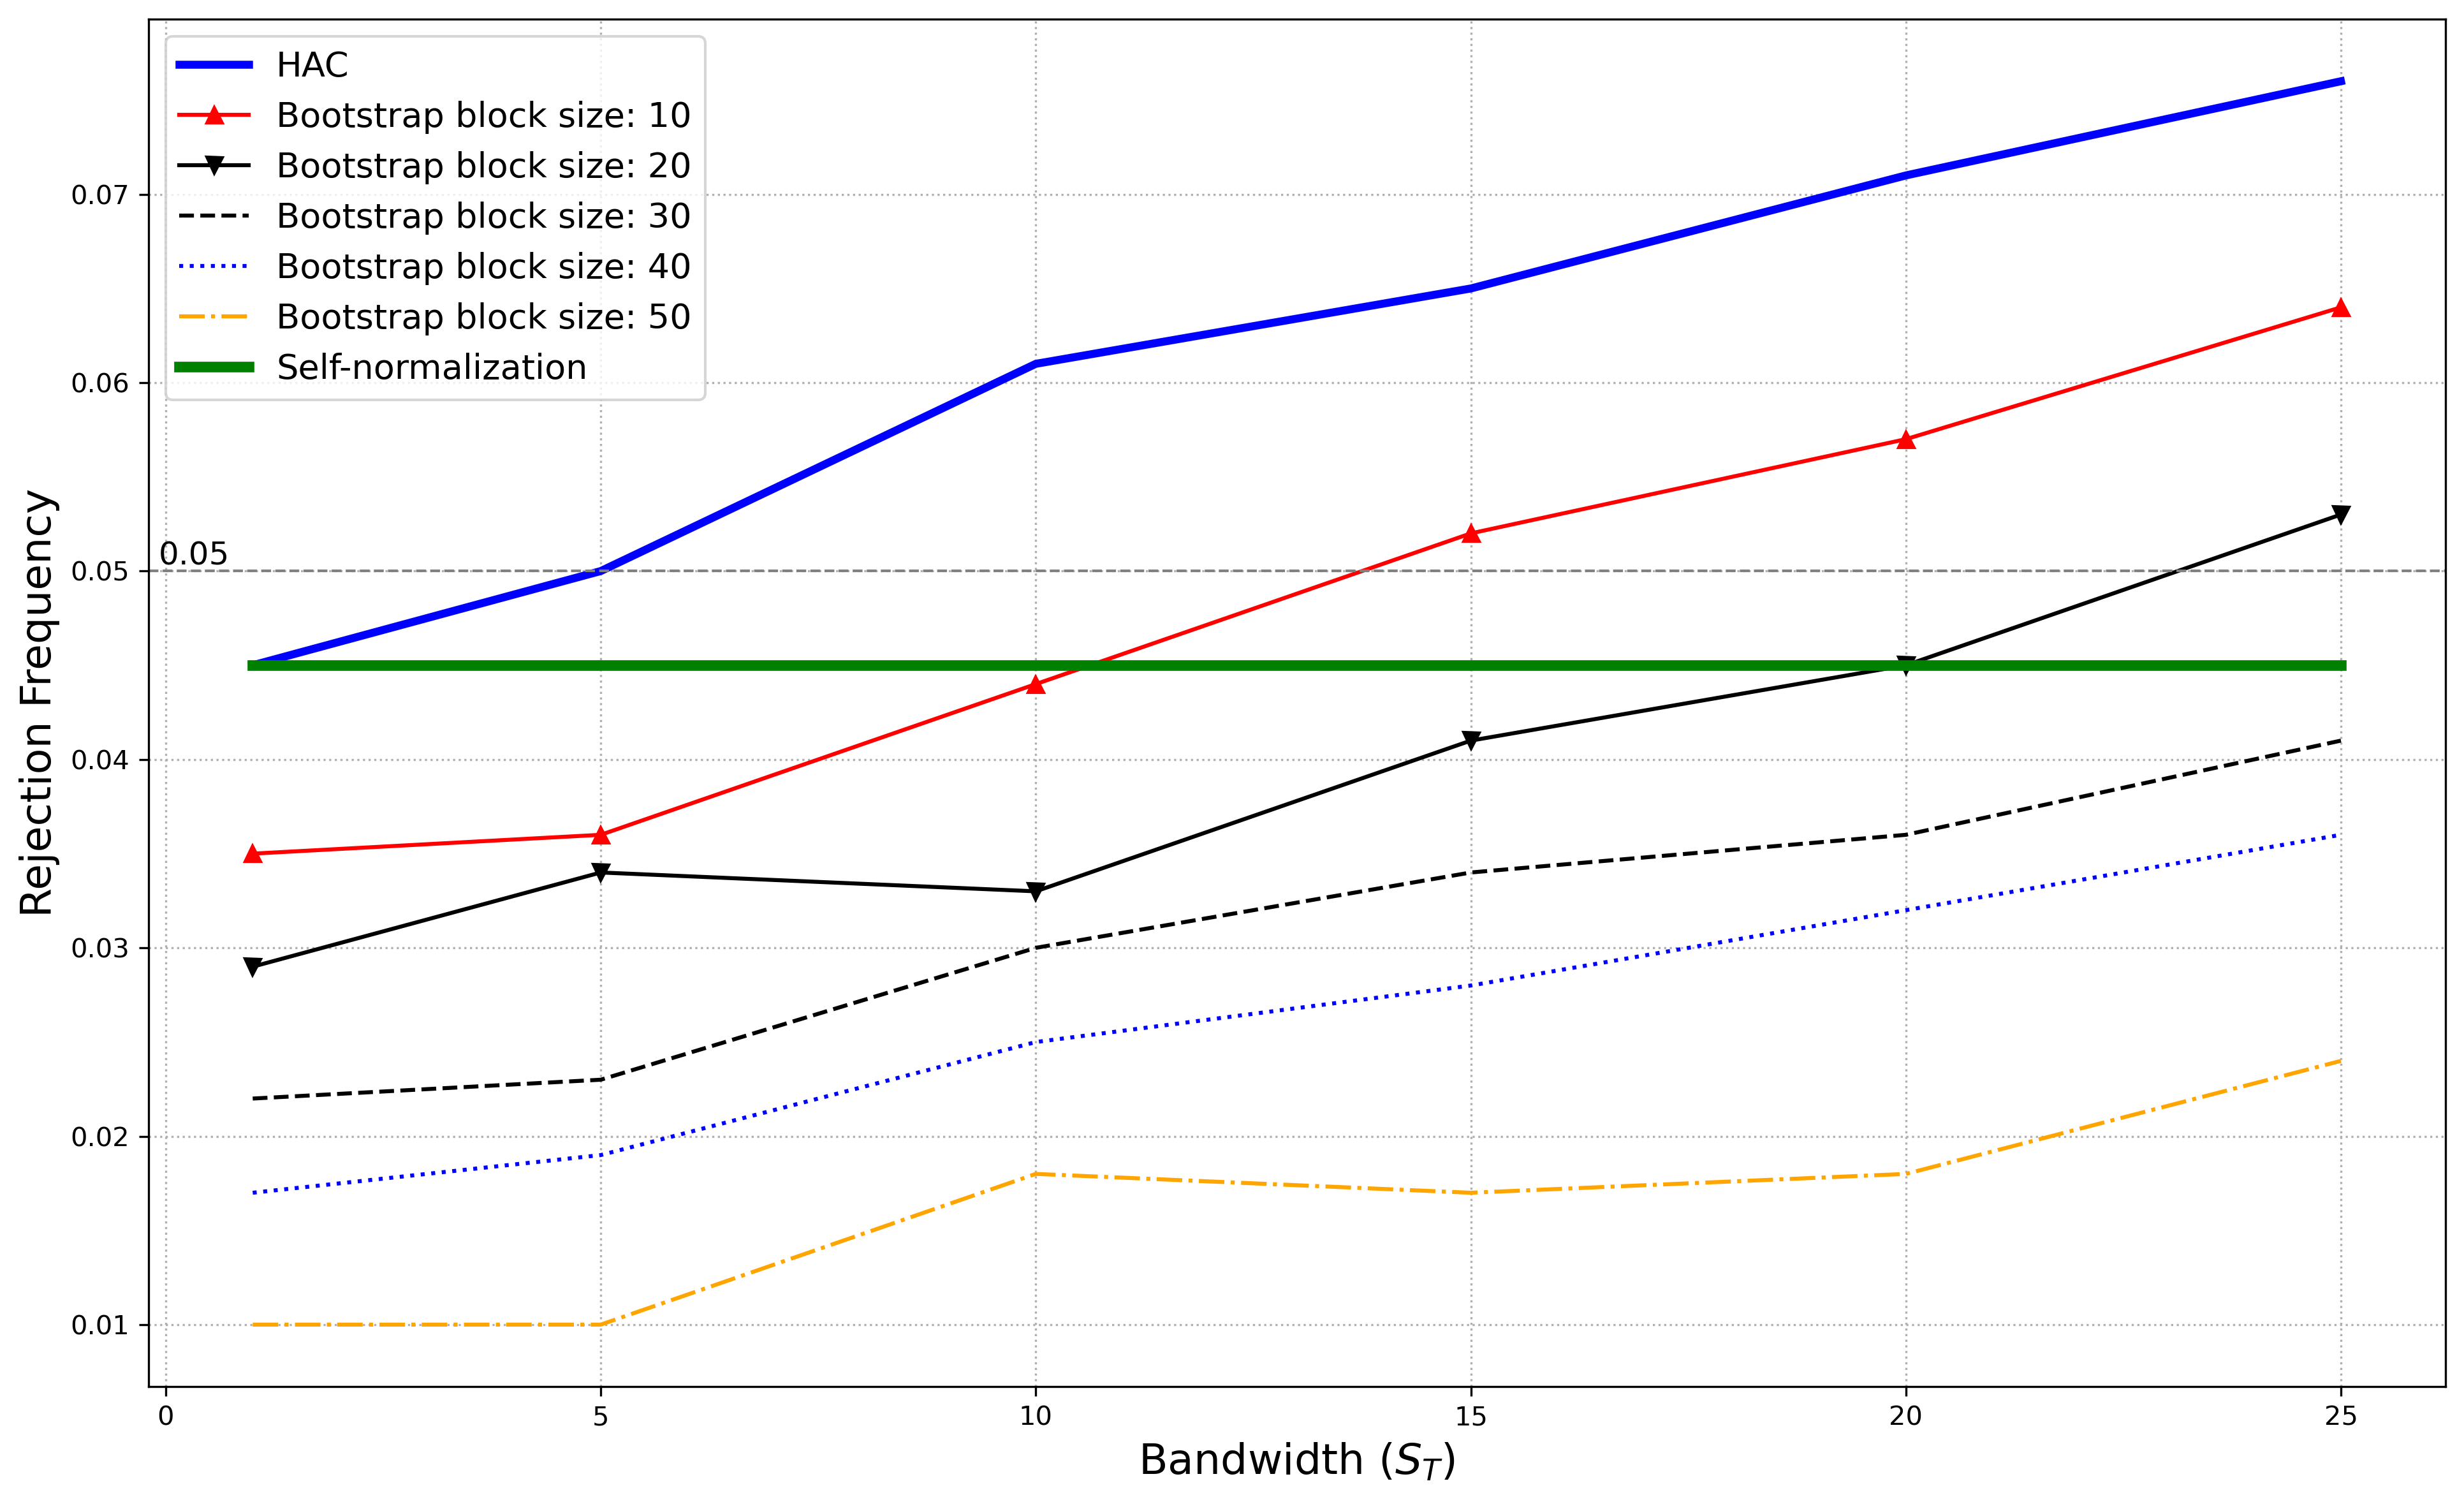 HAC
Bootstrap block size: 10
Bootstrap block size: 20
Bootstrap block size: 30
Bootstrap block size: 40
Bootstrap block size: 50
Self-normalization
0.07
0.06
0.05
0.05
0.04
0.03
0.02
0.01
Rejection Frequency
0 5 10 15 20 25
Bandwidth (S_T)